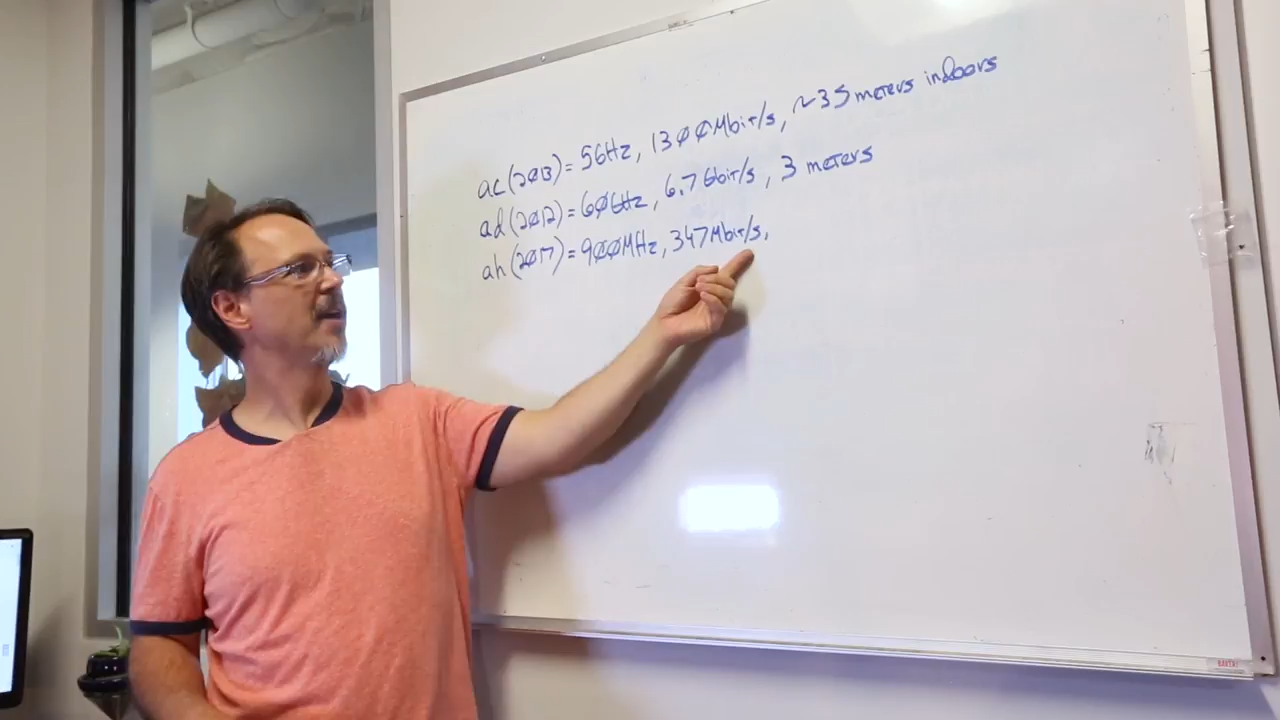 ac (2013) = 5GHz, 1300Mbit/s, ~35 meters indoors
ad (2012) = 60GHz, 6.7Gbit/s, 3 meters
ah (2017) = 900MHz, 347Mbit/s,